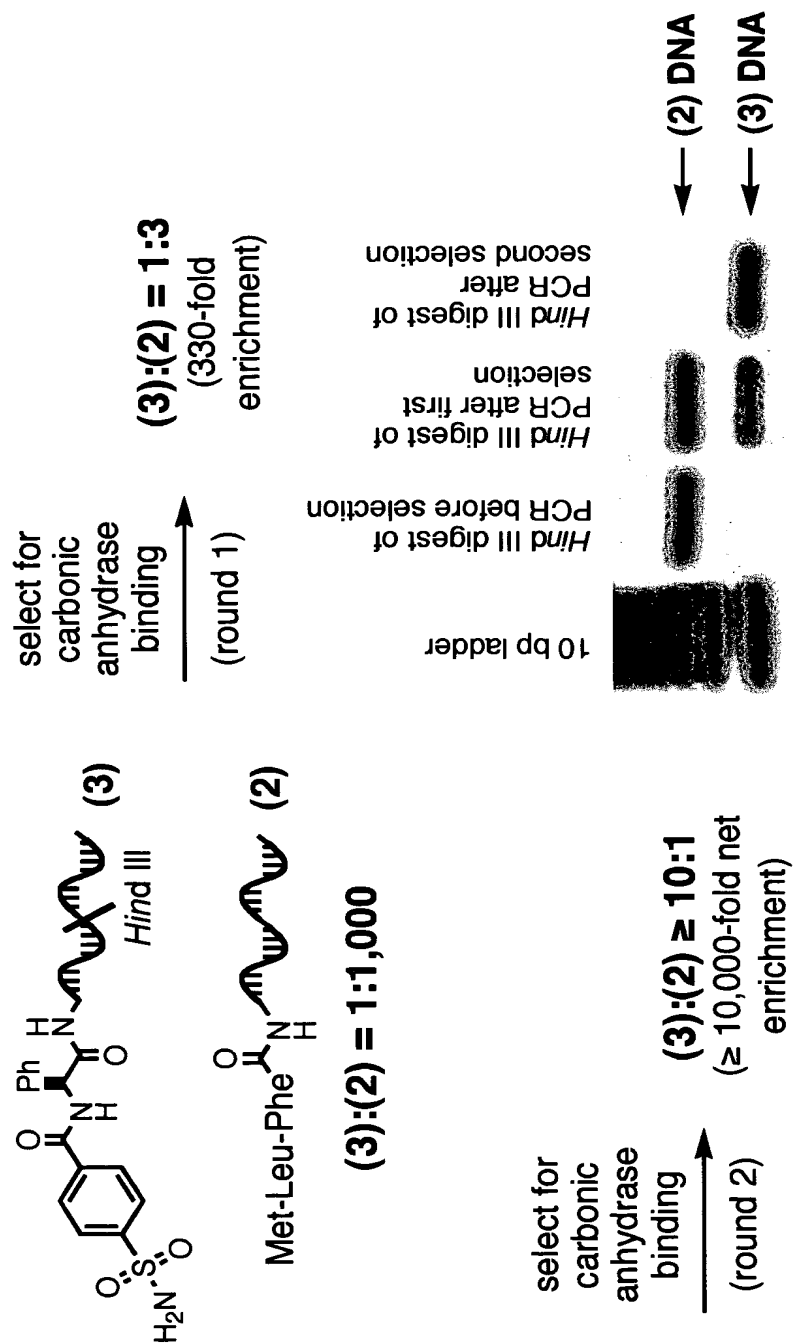 O
Ph
N
H
H
N
O
(3)
Hind III
O
S
O
H₂N
Met-Leu-Phe
O
N
H
(2)
(3):(2) = 1:1,000
select for
carbonic
anhydrase
binding
(round 1)
(3):(2) = 1:3
(330-fold
enrichment)
select for
carbonic
anhydrase
binding
(round 2)
(3):(2) ≥ 10:1
(≥ 10,000-fold net
enrichment)
10 bp ladder
Hind III digest of
PCR before selection
Hind III digest of
PCR after first
selection
Hind III digest of
PCR after
second selection
(2) DNA
(3) DNA